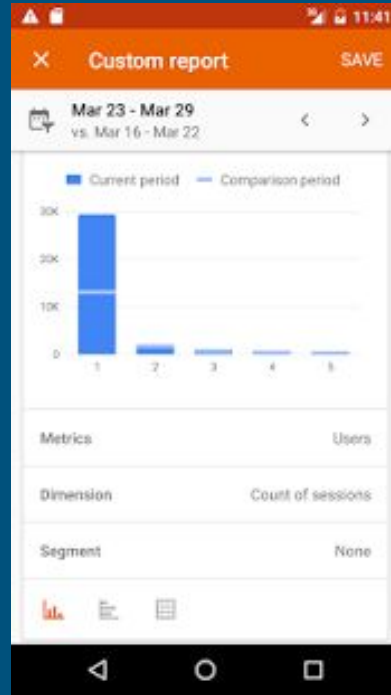 11:41
Custom report
SAVE
Mar 23 - Mar 29
vs. Mar 16 - Mar 22
Current period
Comparison period
30K
20K
10K
0
1 2 3 4 5
Metrics Users
Dimension Count of sessions
Segment None